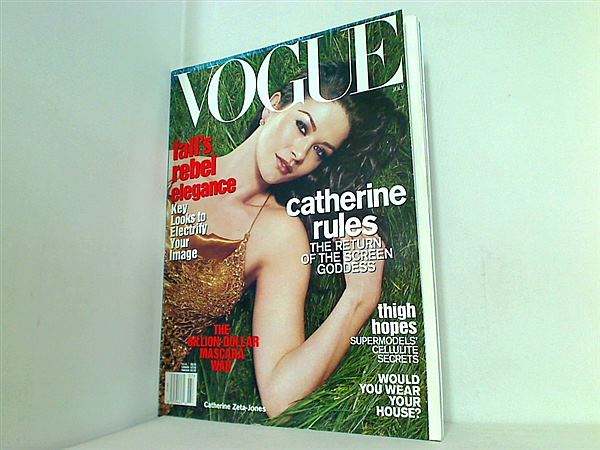 VOGUE
JULY
fall's
rebel
elegance
Key
Looks to
Electrify
Your
Image
catherine
rules
THE RETURN
OF THE SCREEN
GODDESS
THE
BILLION-DOLLAR
MASCARA
WAR
thigh
hopes
SUPERMODELS'
CELLULITE
SECRETS
WOULD
YOU WEAR
YOUR
HOUSE?
Catherine Zeta-Jones